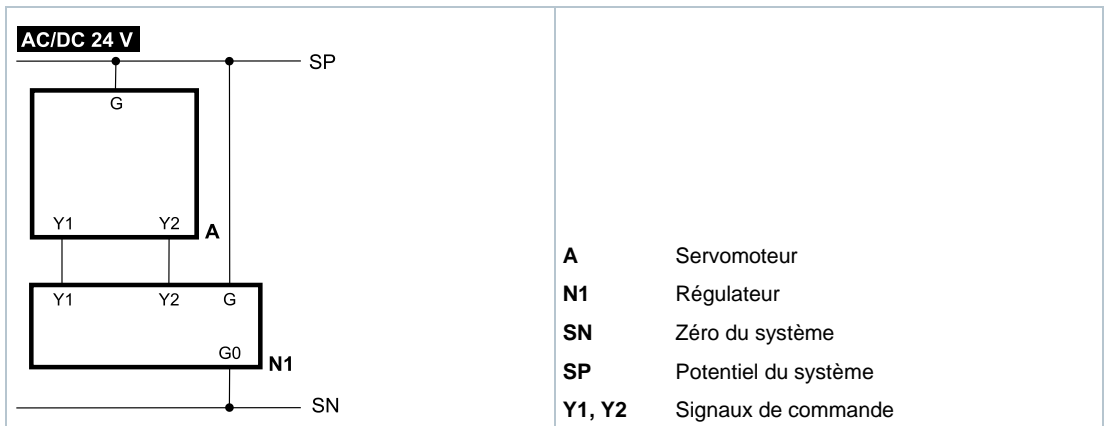 AC/DC 24 V
SP
G
Y1 Y2 A
Y1 Y2 G
G0 N1
SN
A Servomoteur
N1 Régulateur
SN Zéro du système
SP Potentiel du système
Y1, Y2 Signaux de commande